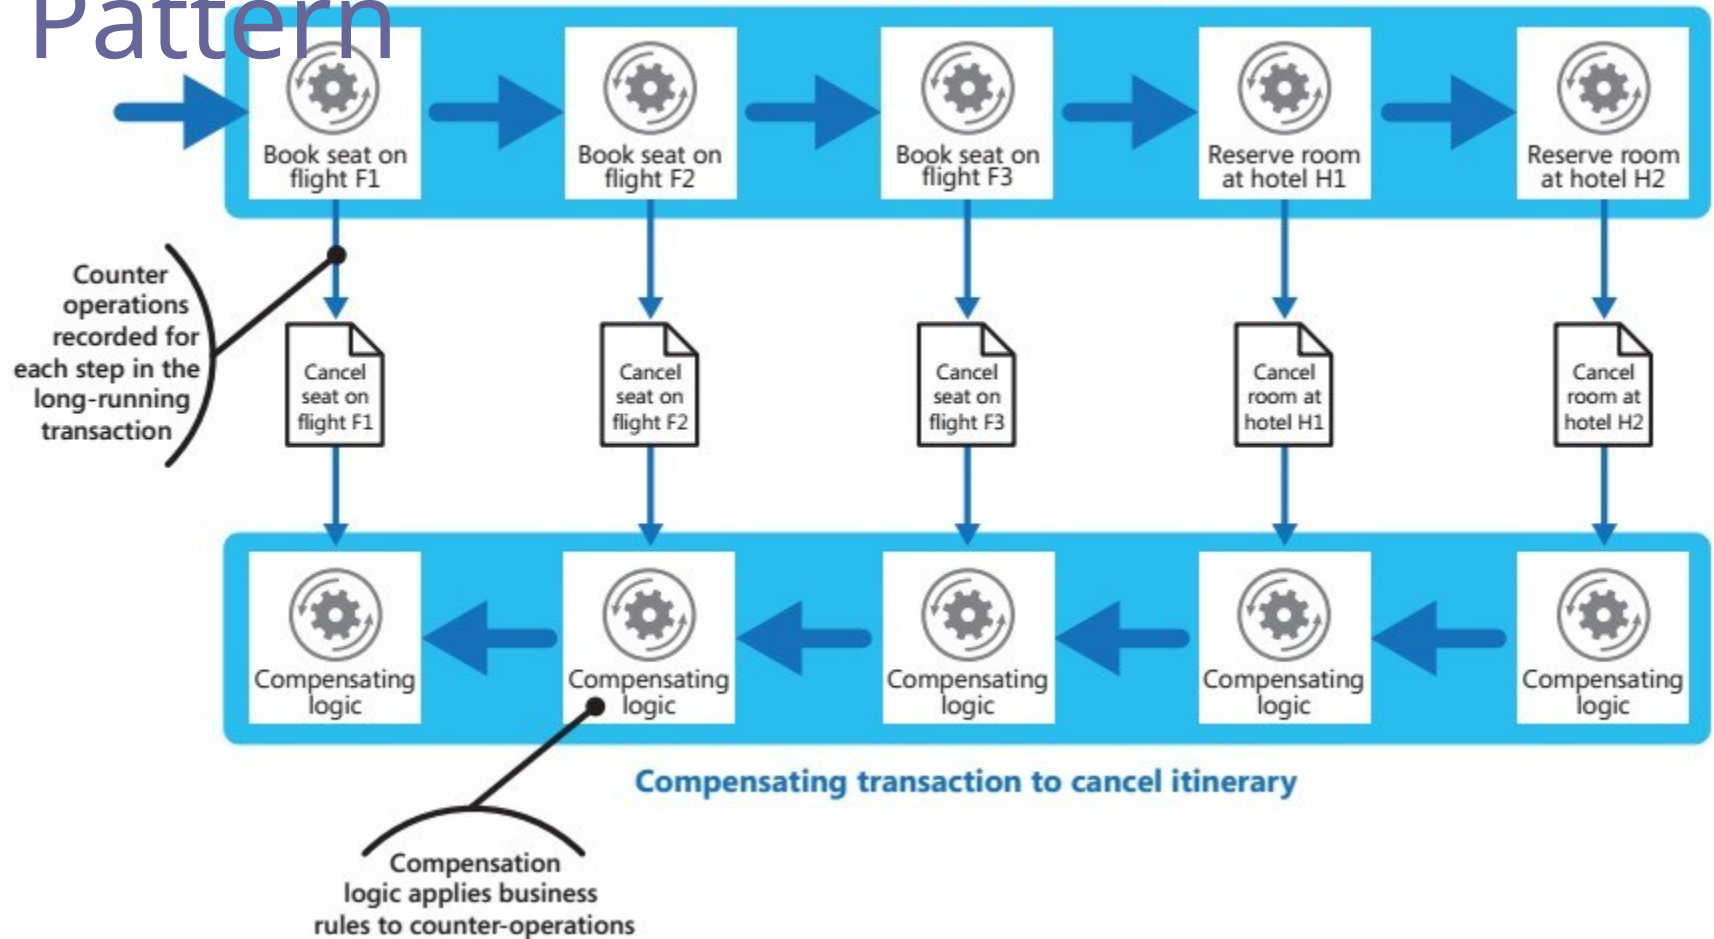 Pattern
Book seat on
flight F1
Book seat on
flight F2
Book seat on
flight F3
Reserve room
at hotel H1
Reserve room
at hotel H2
Counter
operations
recorded for
each step in the
long-running
transaction
Cancel
seat on
flight F1
Cancel
seat on
flight F2
Cancel
seat on
flight F3
Cancel
room at
hotel H1
Cancel
room at
hotel H2
Compensating
logic
Compensating
logic
Compensating
logic
Compensating
logic
Compensating
logic
Compensating transaction to cancel itinerary
Compensation
logic applies business
rules to counter-operations